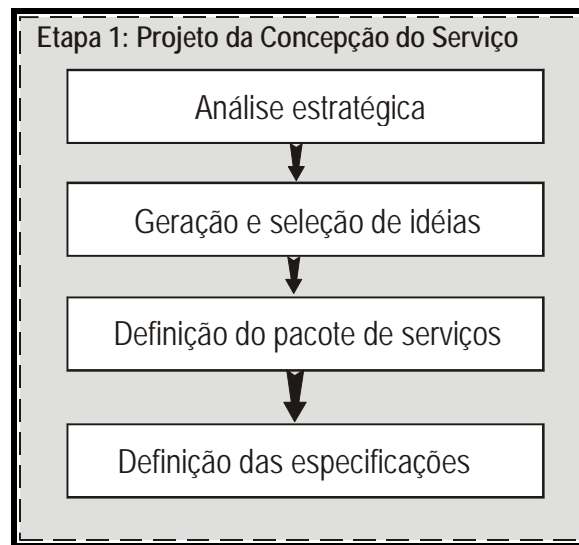 Etapa 1: Projeto da Concepção do Serviço
Análise estratégica
Geração e seleção de idéias
Definição do pacote de serviços
Definição das especificações